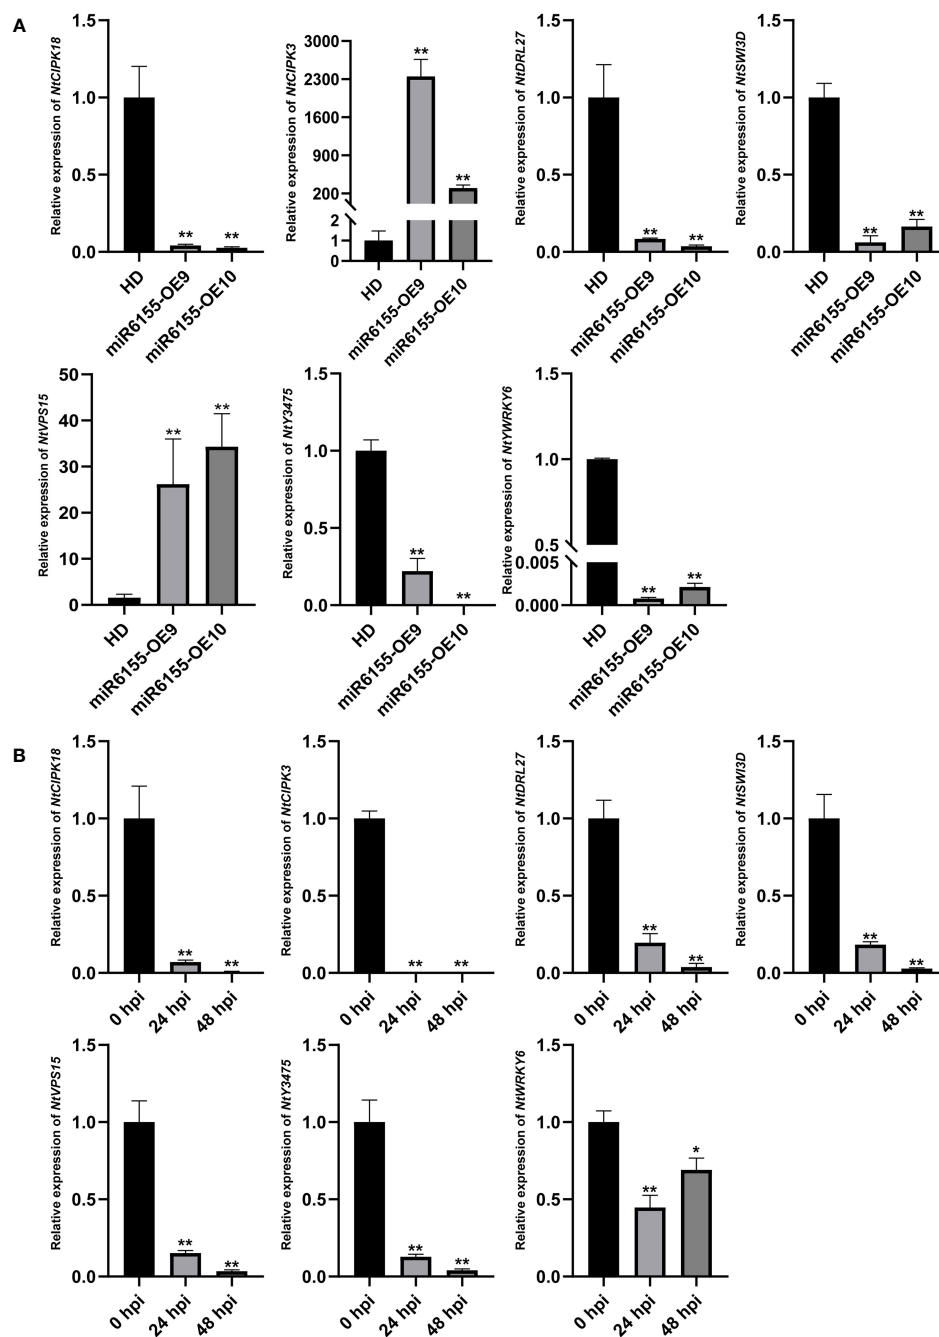 A
Relative expression of NtCIPK18
1.5
1.0
0.5
0.0
**
**
HD
miR6155-OE9
miR6155-OE10
Relative expression of NtCIPK3
3000
2300
1600
900
200
2
1
0
**
**
HD
miR6155-OE9
miR6155-OE10
Relative expression of NtDRL27
1.5
1.0
0.5
0.0
**
**
HD
miR6155-OE9
miR6155-OE10
Relative expression of NtSWI3D
1.5
1.0
0.5
0.0
**
**
HD
miR6155-OE9
miR6155-OE10
Relative expression of NtVPS15
50
40
30
20
10
0
**
**
HD
miR6155-OE9
miR6155-OE10
Relative expression of NtY3475
1.5
1.0
0.5
0.0
**
**
HD
miR6155-OE9
miR6155-OE10
Relative expression of NtYWRKY6
1.5
1.0
0.5
0.005
0.000
**
**
HD
miR6155-OE9
miR6155-OE10
B
Relative expression of NtCIPK18
1.5
1.0
0.5
0.0
**
**
0 hpi
24 hpi
48 hpi
Relative expression of NtCIPK3
1.5
1.0
0.5
0.0
**
**
0 hpi
24 hpi
48 hpi
Relative expression of NtDRL27
1.5
1.0
0.5
0.0
**
**
0 hpi
24 hpi
48 hpi
Relative expression of NtSWI3D
1.5
1.0
0.5
0.0
**
**
0 hpi
24 hpi
48 hpi
Relative expression of NtVPS15
1.5
1.0
0.5
0.0
**
**
0 hpi
24 hpi
48 hpi
Relative expression of NtY3475
1.5
1.0
0.5
0.0
**
**
0 hpi
24 hpi
48 hpi
Relative expression of NtWRKY6
1.5
1.0
0.5
0.0
**
*
0 hpi
24 hpi
48 hpi